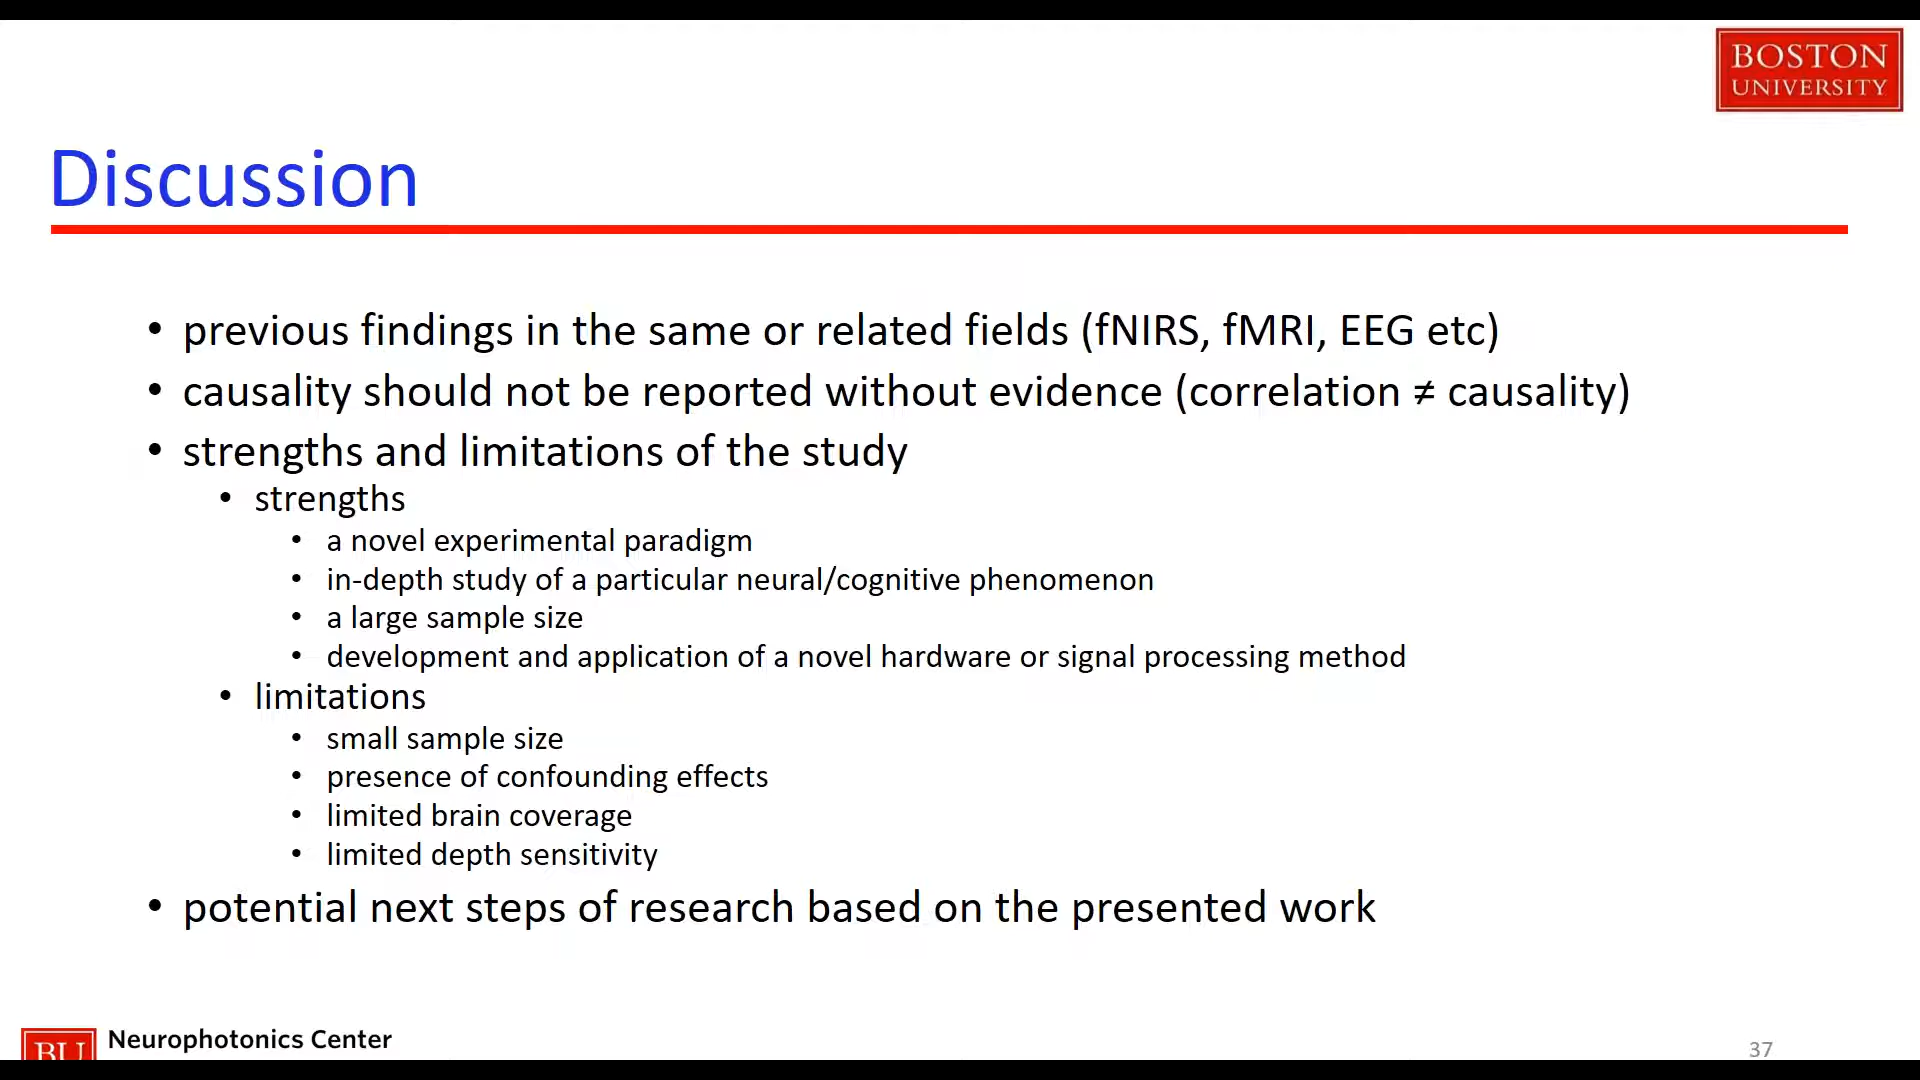 BOSTON
UNIVERSITY
Discussion
• previous findings in the same or related fields (fNIRS, fMRI, EEG etc)
• causality should not be reported without evidence (correlation ≠ causality)
• strengths and limitations of the study
• strengths
• a novel experimental paradigm
• in-depth study of a particular neural/cognitive phenomenon
• a large sample size
• development and application of a novel hardware or signal processing method
• limitations
• small sample size
• presence of confounding effects
• limited brain coverage
• limited depth sensitivity
• potential next steps of research based on the presented work
BU Neurophotonics Center
37